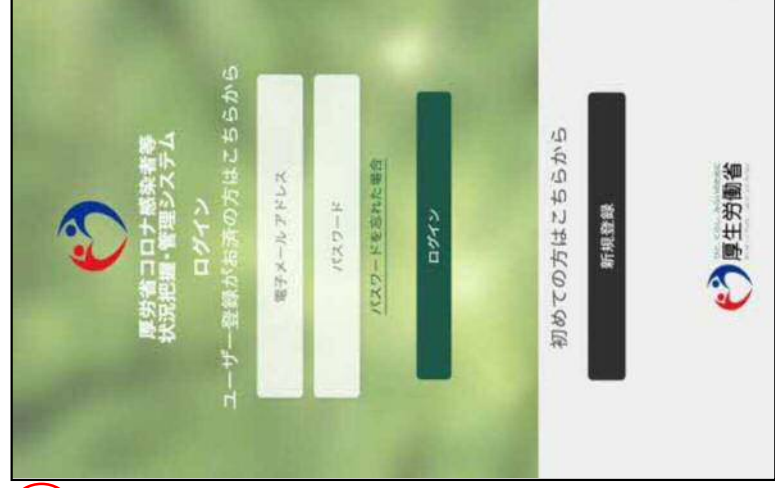 厚労省コロナ感染者等
状況把握・管理システム
ログイン
ユーザー登録がお済の方はこちらから
電子メールアドレス
パスワード
パスワードを忘れた場合
ログイン
初めての方はこちらから
新規登録
厚生労働省